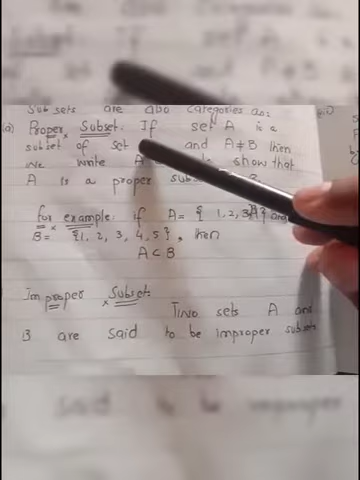 Sub sets are also categories as:
(a) Proper Subset: If set A is a
subset of set and A ≠ B then
we write A show that
A is a proper
for example: if A = { 1, 2, 3 }
B = {1, 2, 3, 4, 5}, then
A ⊂ B
Improper Subset:
Two sets A and
B are said to be improper subsets